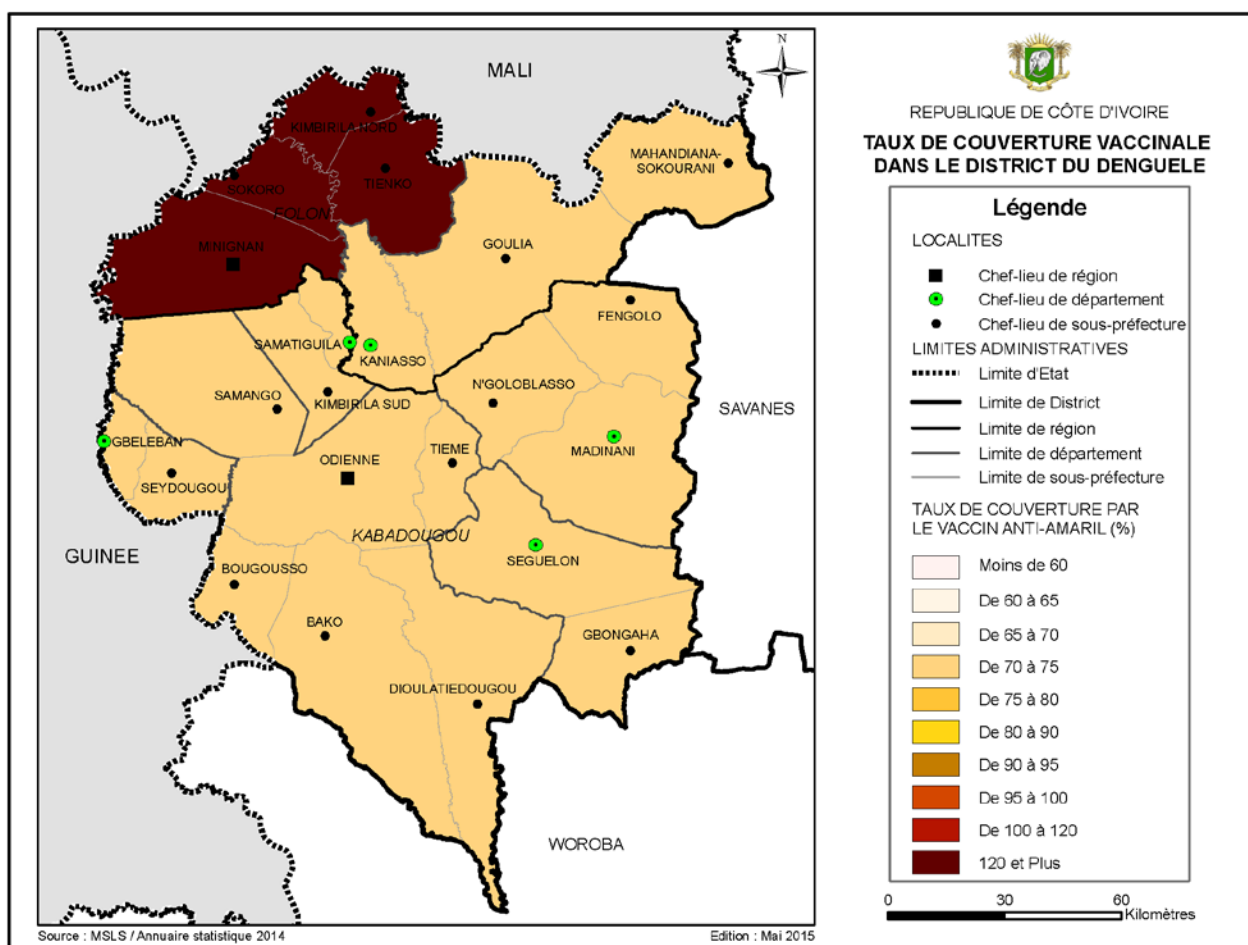 MALI
N
KIMBIRILA NORD
MAHANDIANA-
SOKOURANI
SOKORO
TIENKO
FOLON
MINIGNAN
GOULIA
FENGOLO
SAMATIGUILA
KANIASSO
SAMANGO
KIMBIRILA SUD
N'GOLOBLASSO
SAVANES
GBELEBAN
ODIENNE
TIEME
MADINANI
SEYDOUGOU
KABADOUGOU
GUINEE
SEGUELON
BOUGOUSSO
BAKO
GBONGAHA
DIOULATIEDOUGOU
WOROBA
Source : MSLS / Annuaire statistique 2014
Edition : Mai 2015
REPUBLIQUE DE CÔTE D'IVOIRE
TAUX DE COUVERTURE VACCINALE
DANS LE DISTRICT DU DENGUELE
Légende
LOCALITES
Chef-lieu de région
Chef-lieu de département
Chef-lieu de sous-préfecture
LIMITES ADMINISTRATIVES
Limite d'Etat
Limite de District
Limite de région
Limite de département
Limite de sous-préfecture
TAUX DE COUVERTURE PAR
LE VACCIN ANTI-AMARIL (%)
Moins de 60
De 60 à 65
De 65 à 70
De 70 à 75
De 75 à 80
De 80 à 90
De 90 à 95
De 95 à 100
De 100 à 120
120 et Plus
0 30 60
Kilomètres